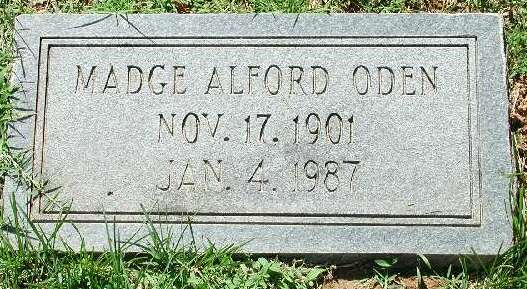 MADGE ALFORD ODEN
NOV. 17. 1901
JAN. 4. 1987